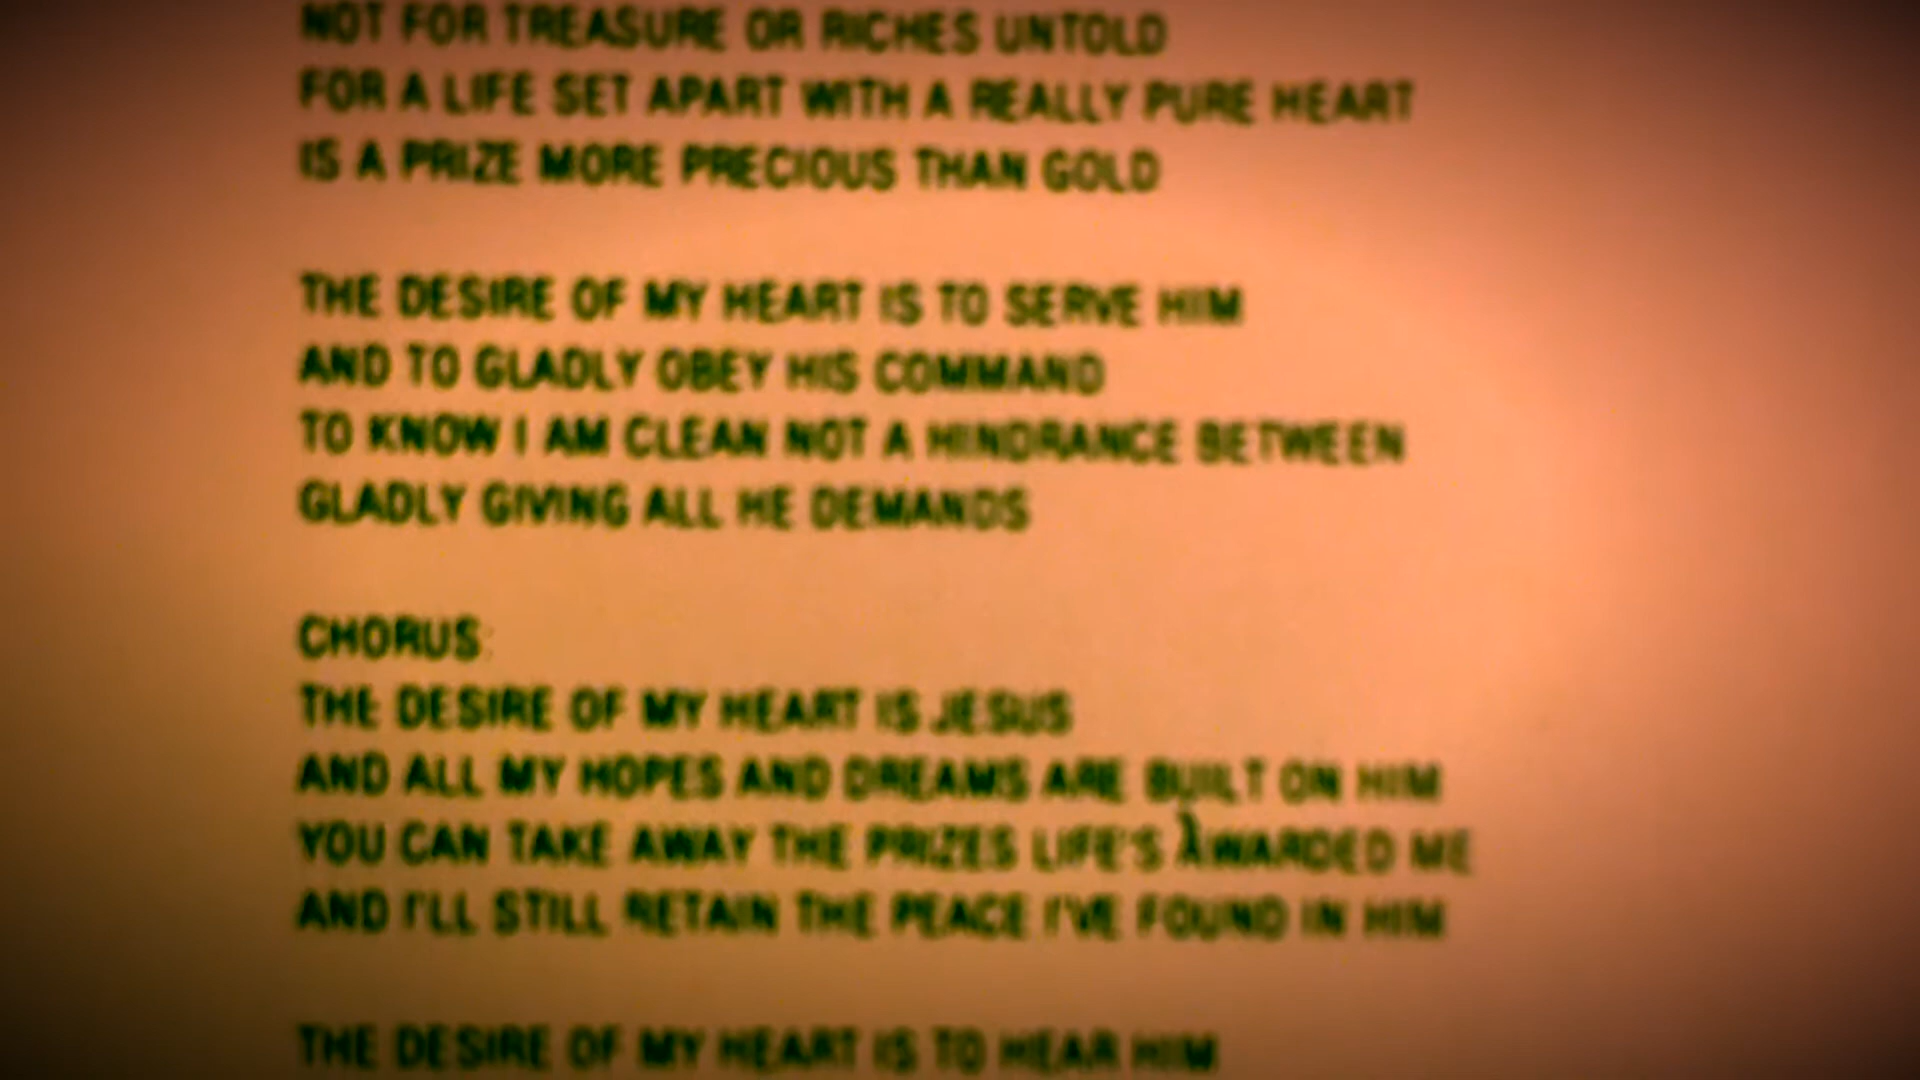 NOT FOR TREASURE OR RICHES UNTOLD
FOR A LIFE SET APART WITH A REALLY PURE HEART
IS A PRIZE MORE PRECIOUS THAN GOLD
THE DESIRE OF MY HEART IS TO SERVE HIM
AND TO GLADLY OBEY HIS COMMAND
TO KNOW I AM CLEAN NOT A HINDRANCE BETWEEN
GLADLY GIVING ALL HE DEMANDS
CHORUS:
THE DESIRE OF MY HEART IS JESUS
AND ALL MY HOPES AND DREAMS ARE BUILT ON HIM
YOU CAN TAKE AWAY THE PRIZES LIFE'S AWARDED ME
AND I'LL STILL RETAIN THE PEACE I'VE FOUND IN HIM
THE DESIRE OF MY HEART IS TO HEAR HIM